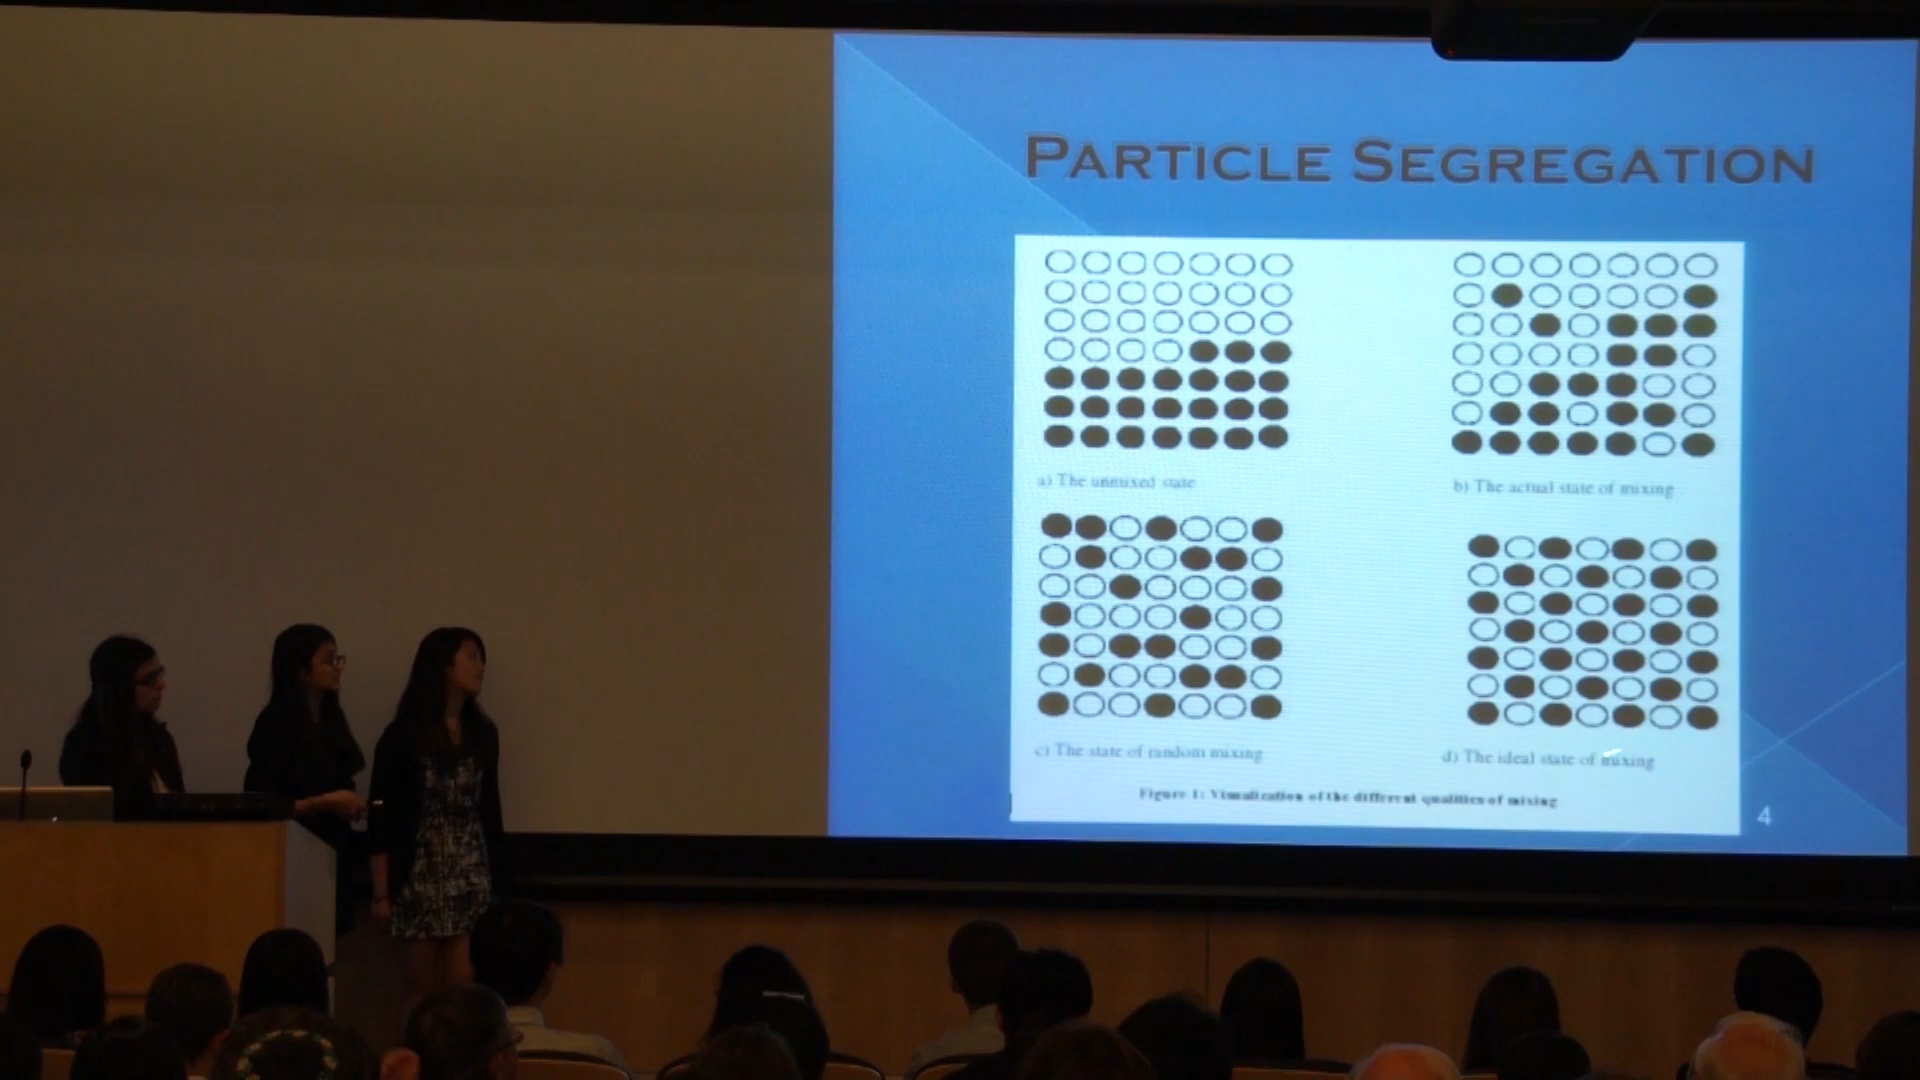 PARTICLE SEGREGATION
a) The unmixed state
b) The actual state of mixing
c) The state of random mixing
d) The ideal state of mixing
Figure 1: Visualization of the different qualities of mixing
4